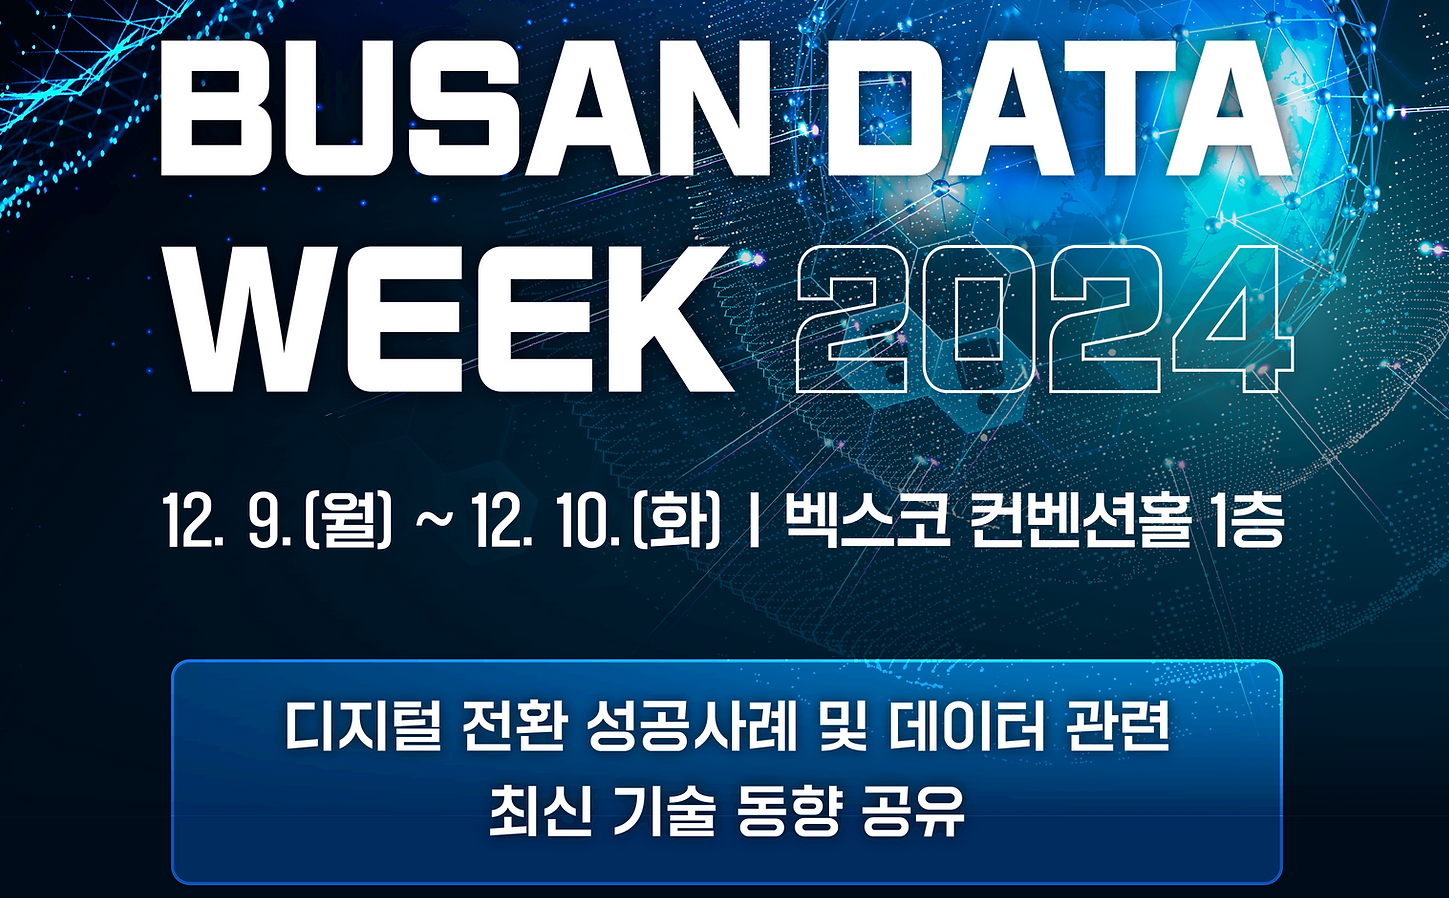 BUSAN DATA
WEEK 2024
12. 9.(월) ~ 12. 10.(화) | 벡스코 컨벤션홀 1층
디지털 전환 성공사례 및 데이터 관련
최신 기술 동향 공유